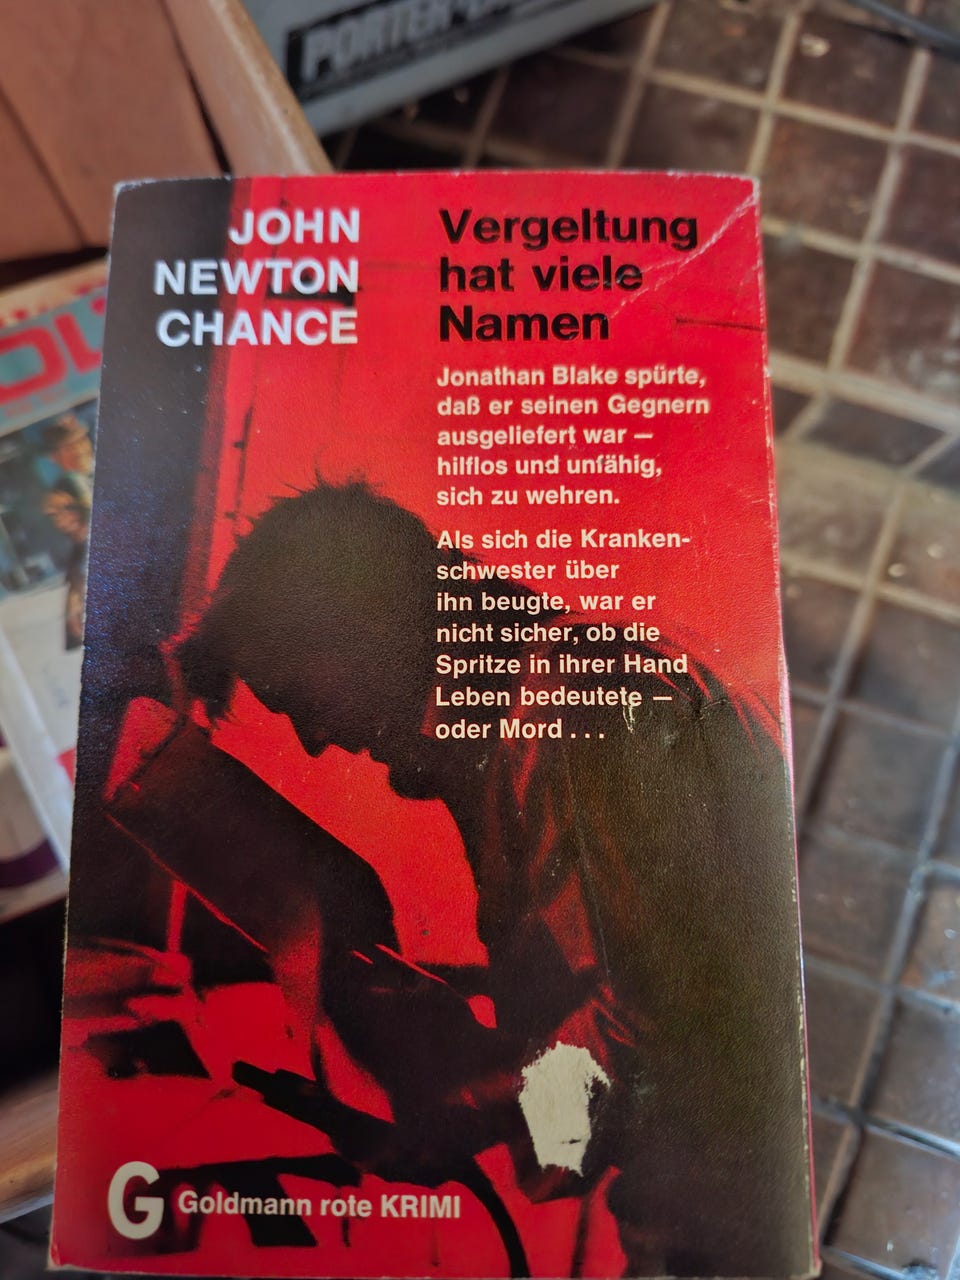 JOHN
NEWTON
CHANCE
Vergeltung
hat viele
Namen
Jonathan Blake spürte,
daß er seinen Gegnern
ausgeliefert war —
hilflos und unfähig,
sich zu wehren.
Als sich die Kranken-
schwester über
ihn beugte, war er
nicht sicher, ob die
Spritze in ihrer Hand
Leben bedeutete —
oder Mord . . .
G Goldmann rote KRIMI